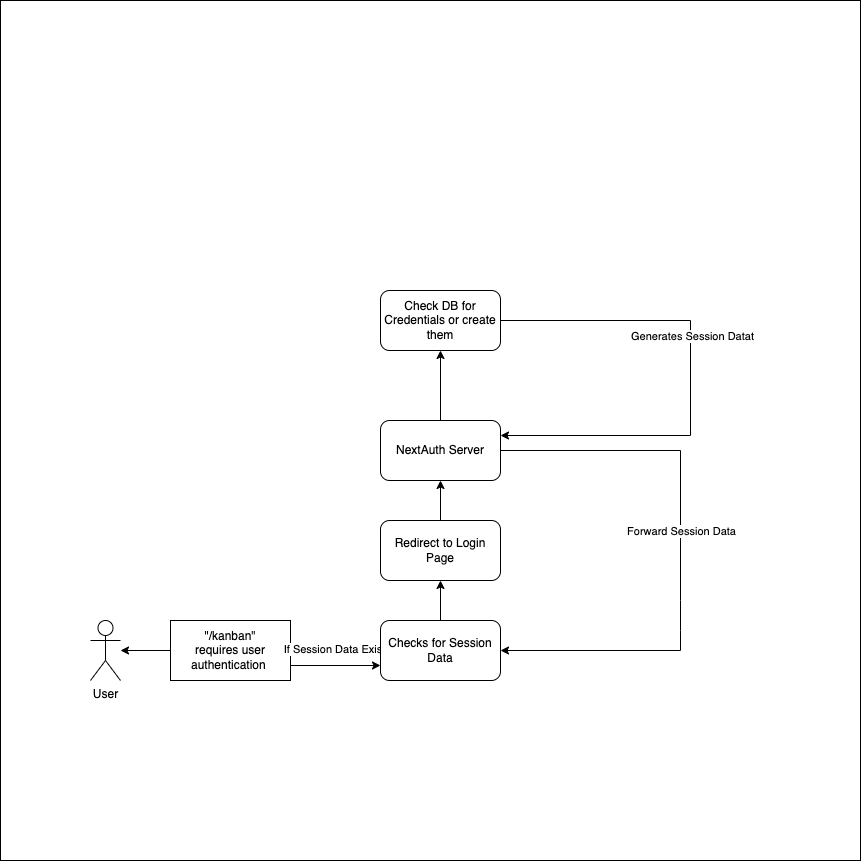 Check DB for
Credentials or create
them
Generates Session Datat
NextAuth Server
Forward Session Data
Redirect to Login
Page
"/kanban"
requires user
authentication
If Session Data Exis
Checks for Session
Data
User